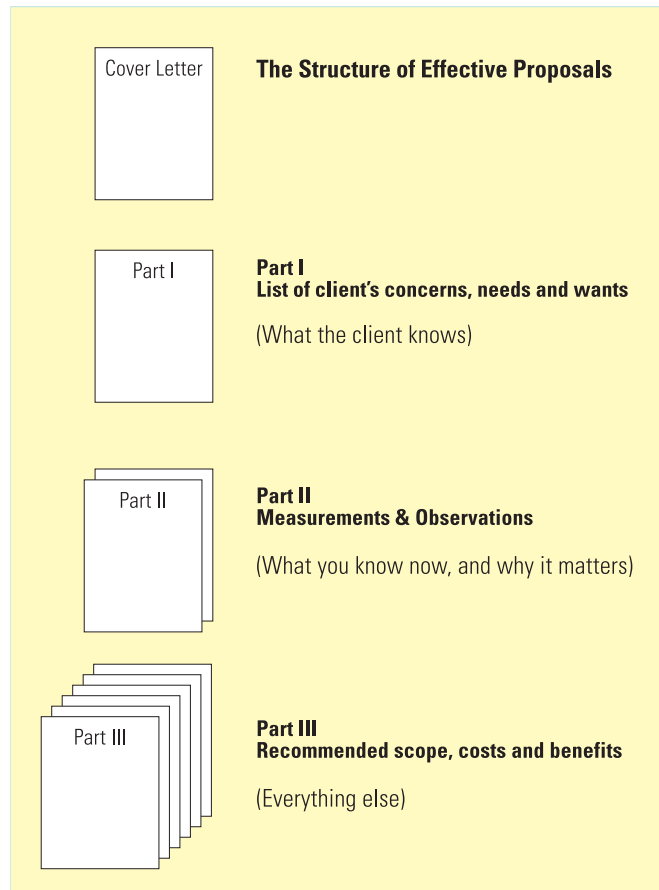 Cover Letter
The Structure of Effective Proposals
Part I
Part I
List of client's concerns, needs and wants
(What the client knows)
Part II
Part II
Measurements & Observations
(What you know now, and why it matters)
Part III
Part III
Recommended scope, costs and benefits
(Everything else)